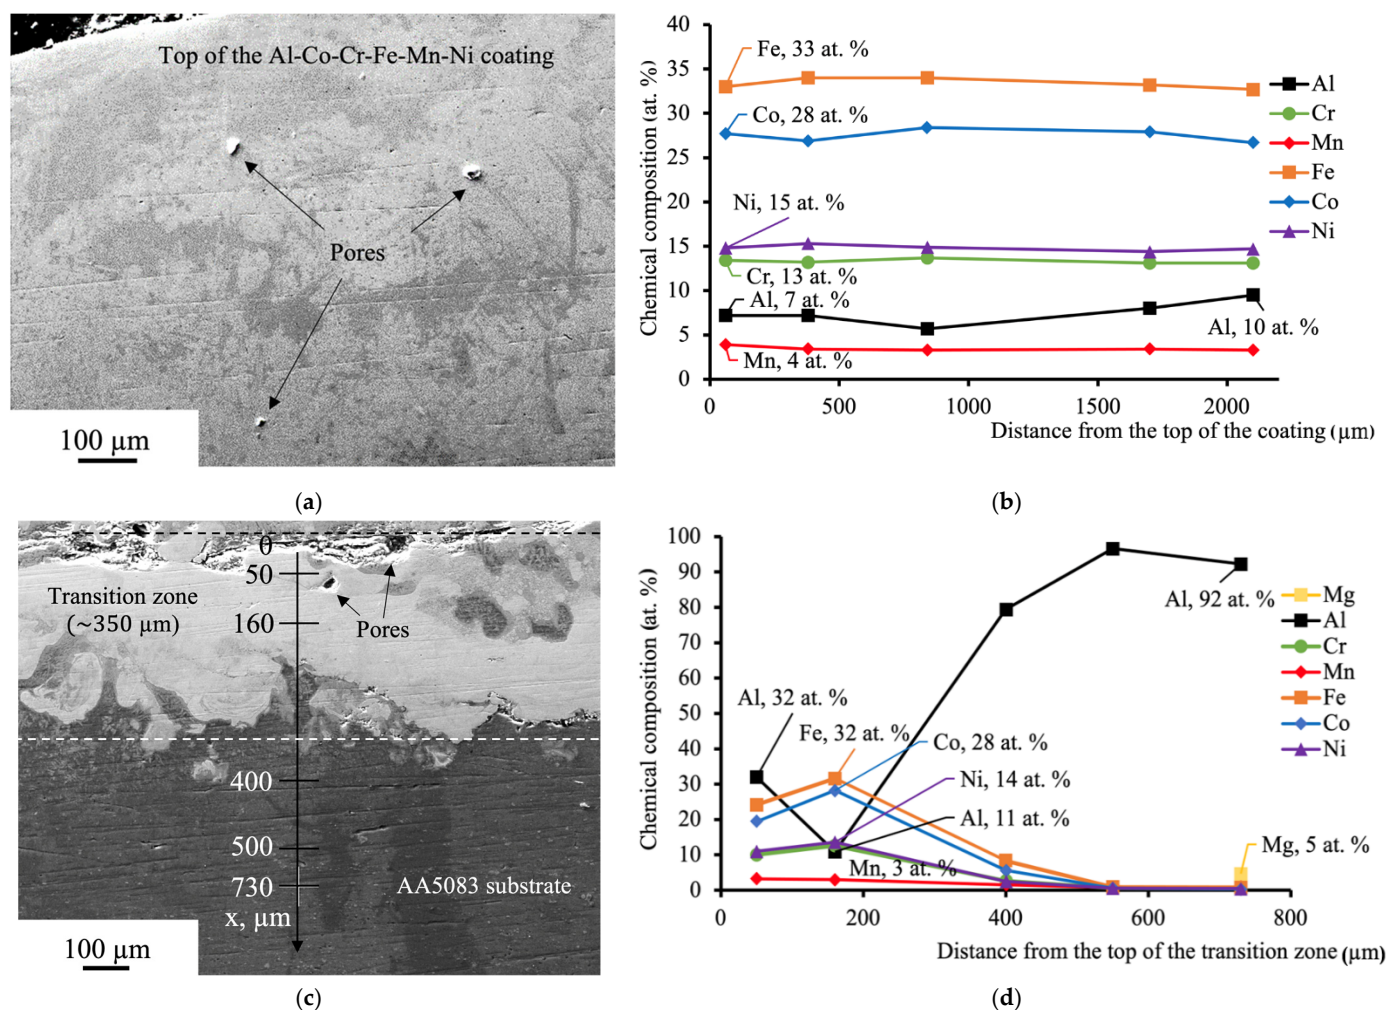 Top of the Al-Co-Cr-Fe-Mn-Ni coating
Pores
100 µm
(a)
Chemical composition (at. %)
40
35
30
25
20
15
10
5
0
0
500
1000
1500
2000
Distance from the top of the coating (µm)
Fe, 33 at. %
Co, 28 at. %
Ni, 15 at. %
Cr, 13 at. %
Al, 7 at. %
Al, 10 at. %
Mn, 4 at. %
Al
Cr
Mn
Fe
Co
Ni
(b)
0
50
Transition zone
(~350 µm)
160
Pores
400
500
730
AA5083 substrate
x, µm
100 µm
(c)
Chemical composition (at. %)
100
90
80
70
60
50
40
30
20
10
0
0
200
400
600
800
Distance from the top of the transition zone (µm)
Al, 92 at. %
Al, 32 at. %
Fe, 32 at. %
Co, 28 at. %
Ni, 14 at. %
Al, 11 at. %
Mn, 3 at. %
Mg, 5 at. %
Mg
Al
Cr
Mn
Fe
Co
Ni
(d)